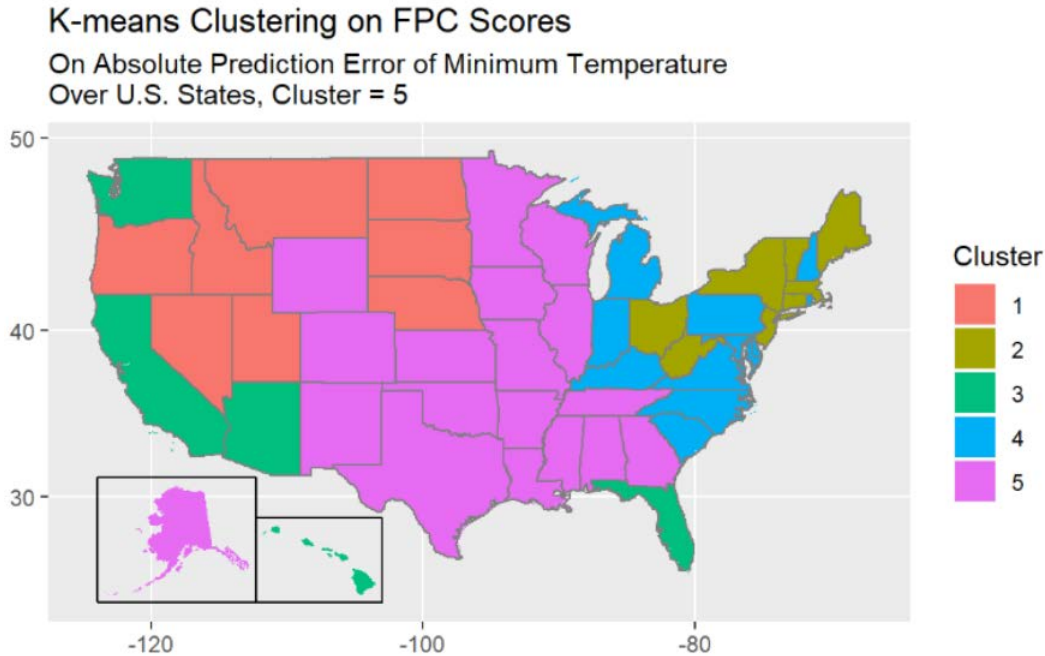 K-means Clustering on FPC Scores
On Absolute Prediction Error of Minimum Temperature
Over U.S. States, Cluster = 5
50
40
30
-120
-100
-80
Cluster
1
2
3
4
5